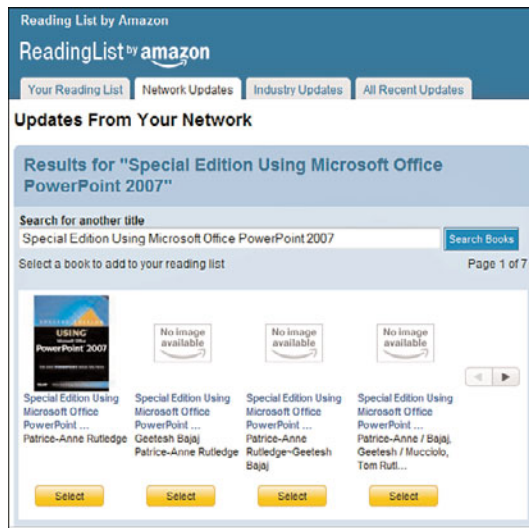 Reading List by Amazon
ReadingList by amazon
Your Reading List Network Updates Industry Updates All Recent Updates
Updates From Your Network
Results for "Special Edition Using Microsoft Office
PowerPoint 2007"
Search for another title
Special Edition Using Microsoft Office PowerPoint 2007 Search Books
Select a book to add to your reading list Page 1 of 7
SPECIAL EDITION
USING
Microsoft Office
PowerPoint 2007
No image
available
No image
available
No image
available
Special Edition Using
Microsoft Office
PowerPoint ...
Patrice-Anne Rutledge
Special Edition Using
Microsoft Office
PowerPoint ...
Geetesh Bajaj
Patrice-Anne Rutledge
Special Edition Using
Microsoft Office
PowerPoint ...
Patrice-Anne
Rutledge~Geetesh
Bajaj
Special Edition Using
Microsoft Office
PowerPoint ...
Patrice-Anne / Bajaj,
Geetesh / Mucciolo,
Tom Rutl...
Select Select Select Select